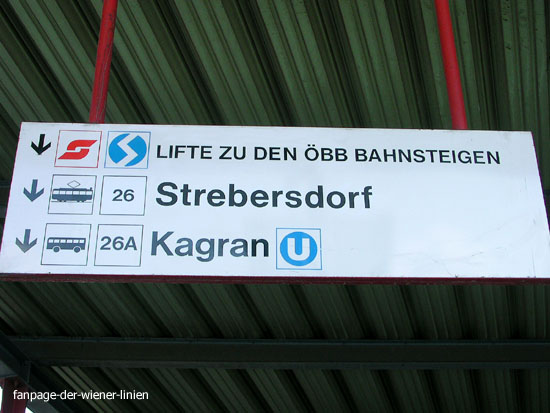 S LIFTE ZU DEN ÖBB BAHNSTEIGEN
26 Strebersdorf
26A Kagran U
fanpage-der-wiener-linien